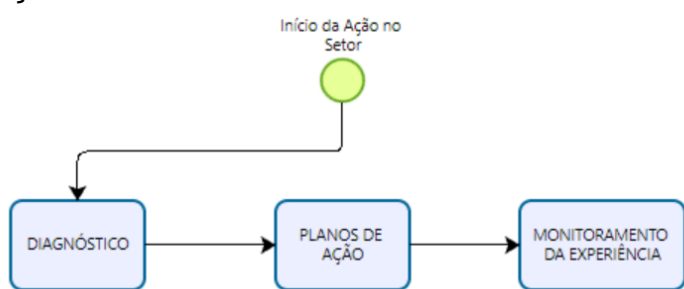 Início da Ação no
Setor
DIAGNÓSTICO
PLANOS DE
AÇÃO
MONITORAMENTO
DA EXPERIÊNCIA